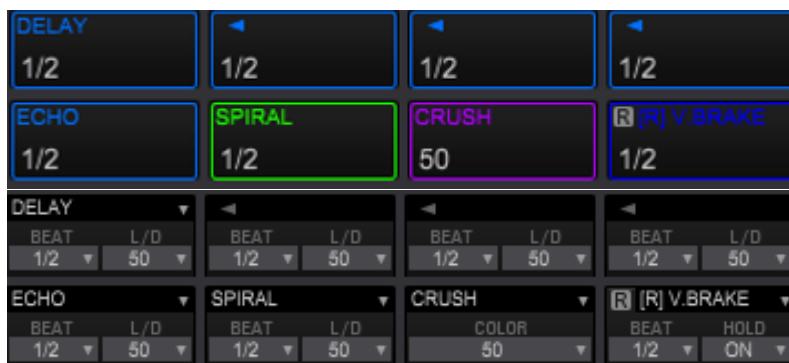 DELAY
1/2 1/2 1/2 1/2
ECHO SPIRAL CRUSH R [R] V.BRAKE
1/2 1/2 50 1/2
DELAY
BEAT L/D BEAT L/D BEAT L/D BEAT L/D
1/2 50 1/2 50 1/2 50 1/2 50
ECHO SPIRAL CRUSH R [R] V.BRAKE
BEAT L/D BEAT L/D COLOR BEAT HOLD
1/2 50 1/2 50 50 1/2 ON